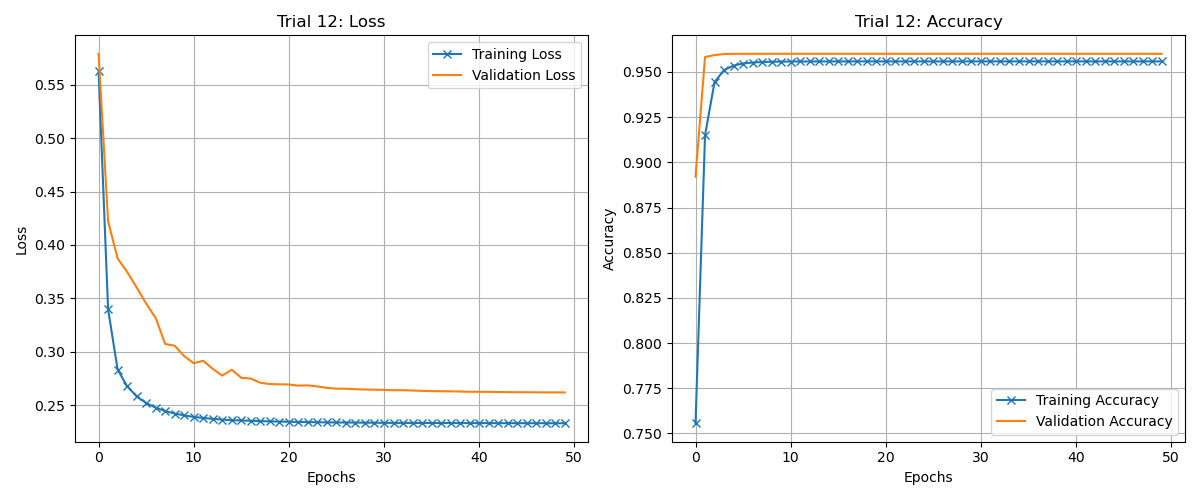 Trial 12: Loss
Training Loss
Validation Loss
0.55
0.50
0.45
0.40
0.35
0.30
0.25
Loss
0
10
20
30
40
50
Epochs
Trial 12: Accuracy
0.950
0.925
0.900
0.875
0.850
0.825
0.800
0.775
0.750
Accuracy
Training Accuracy
Validation Accuracy
0
10
20
30
40
50
Epochs